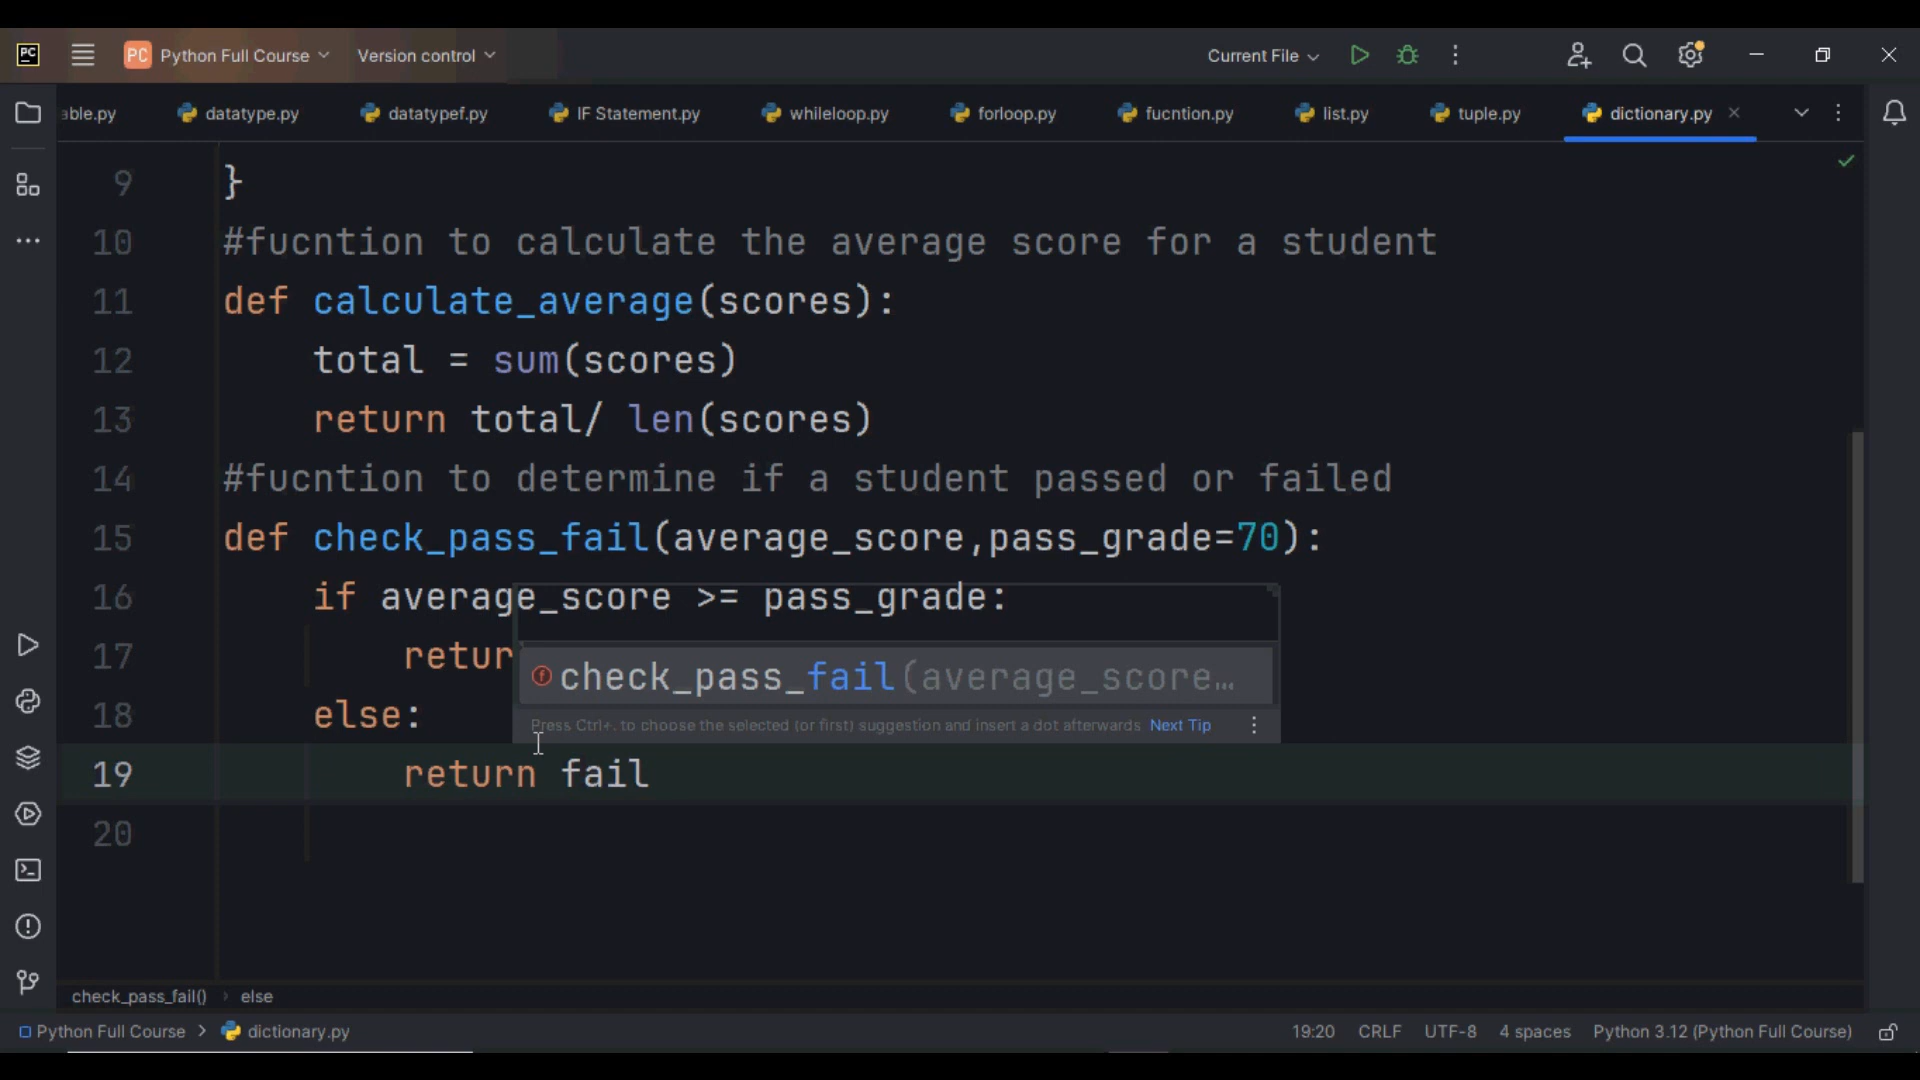 PC
PC Python Full Course Version control Current File
able.py datatype.py datatypef.py IF Statement.py whileloop.py forloop.py fucntion.py list.py tuple.py dictionary.py
9 }
10 #fucntion to calculate the average score for a student
11 def calculate_average(scores):
12 total = sum(scores)
13 return total/ len(scores)
14 #fucntion to determine if a student passed or failed
15 def check_pass_fail(average_score,pass_grade=70):
16 if average_score >= pass_grade:
17 retur
f check_pass_fail(average_score…
18 else:
Press Ctrl+. to choose the selected (or first) suggestion and insert a dot afterwards Next Tip
19 return fail
20
check_pass_fail() › else
Python Full Course > dictionary.py 19:20 CRLF UTF-8 4 spaces Python 3.12 (Python Full Course)